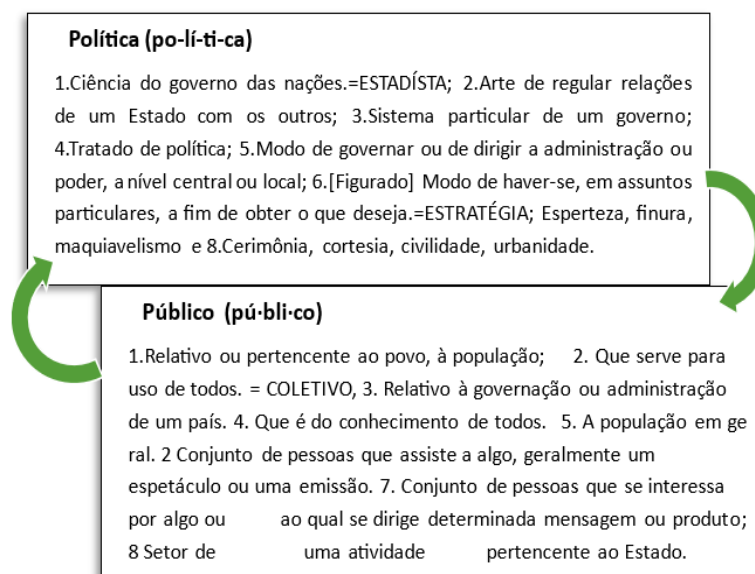 Política (po-lí-ti-ca)
1.Ciência do governo das nações.=ESTADÍSTA; 2.Arte de regular relações
de um Estado com os outros; 3.Sistema particular de um governo;
4.Tratado de política; 5.Modo de governar ou de dirigir a administração ou
poder, a nível central ou local; 6.[Figurado] Modo de haver-se, em assuntos
particulares, a fim de obter o que deseja.=ESTRATÉGIA; Esperteza, finura,
maquiavelismo e 8.Cerimônia, cortesia, civilidade, urbanidade.
Público (pú·bli·co)
1.Relativo ou pertencente ao povo, à população; 2. Que serve para
uso de todos. = COLETIVO, 3. Relativo à governação ou administração
de um país. 4. Que é do conhecimento de todos. 5. A população em ge
ral. 2 Conjunto de pessoas que assiste a algo, geralmente um
espetáculo ou uma emissão. 7. Conjunto de pessoas que se interessa
por algo ou ao qual se dirige determinada mensagem ou produto;
8 Setor de uma atividade pertencente ao Estado.